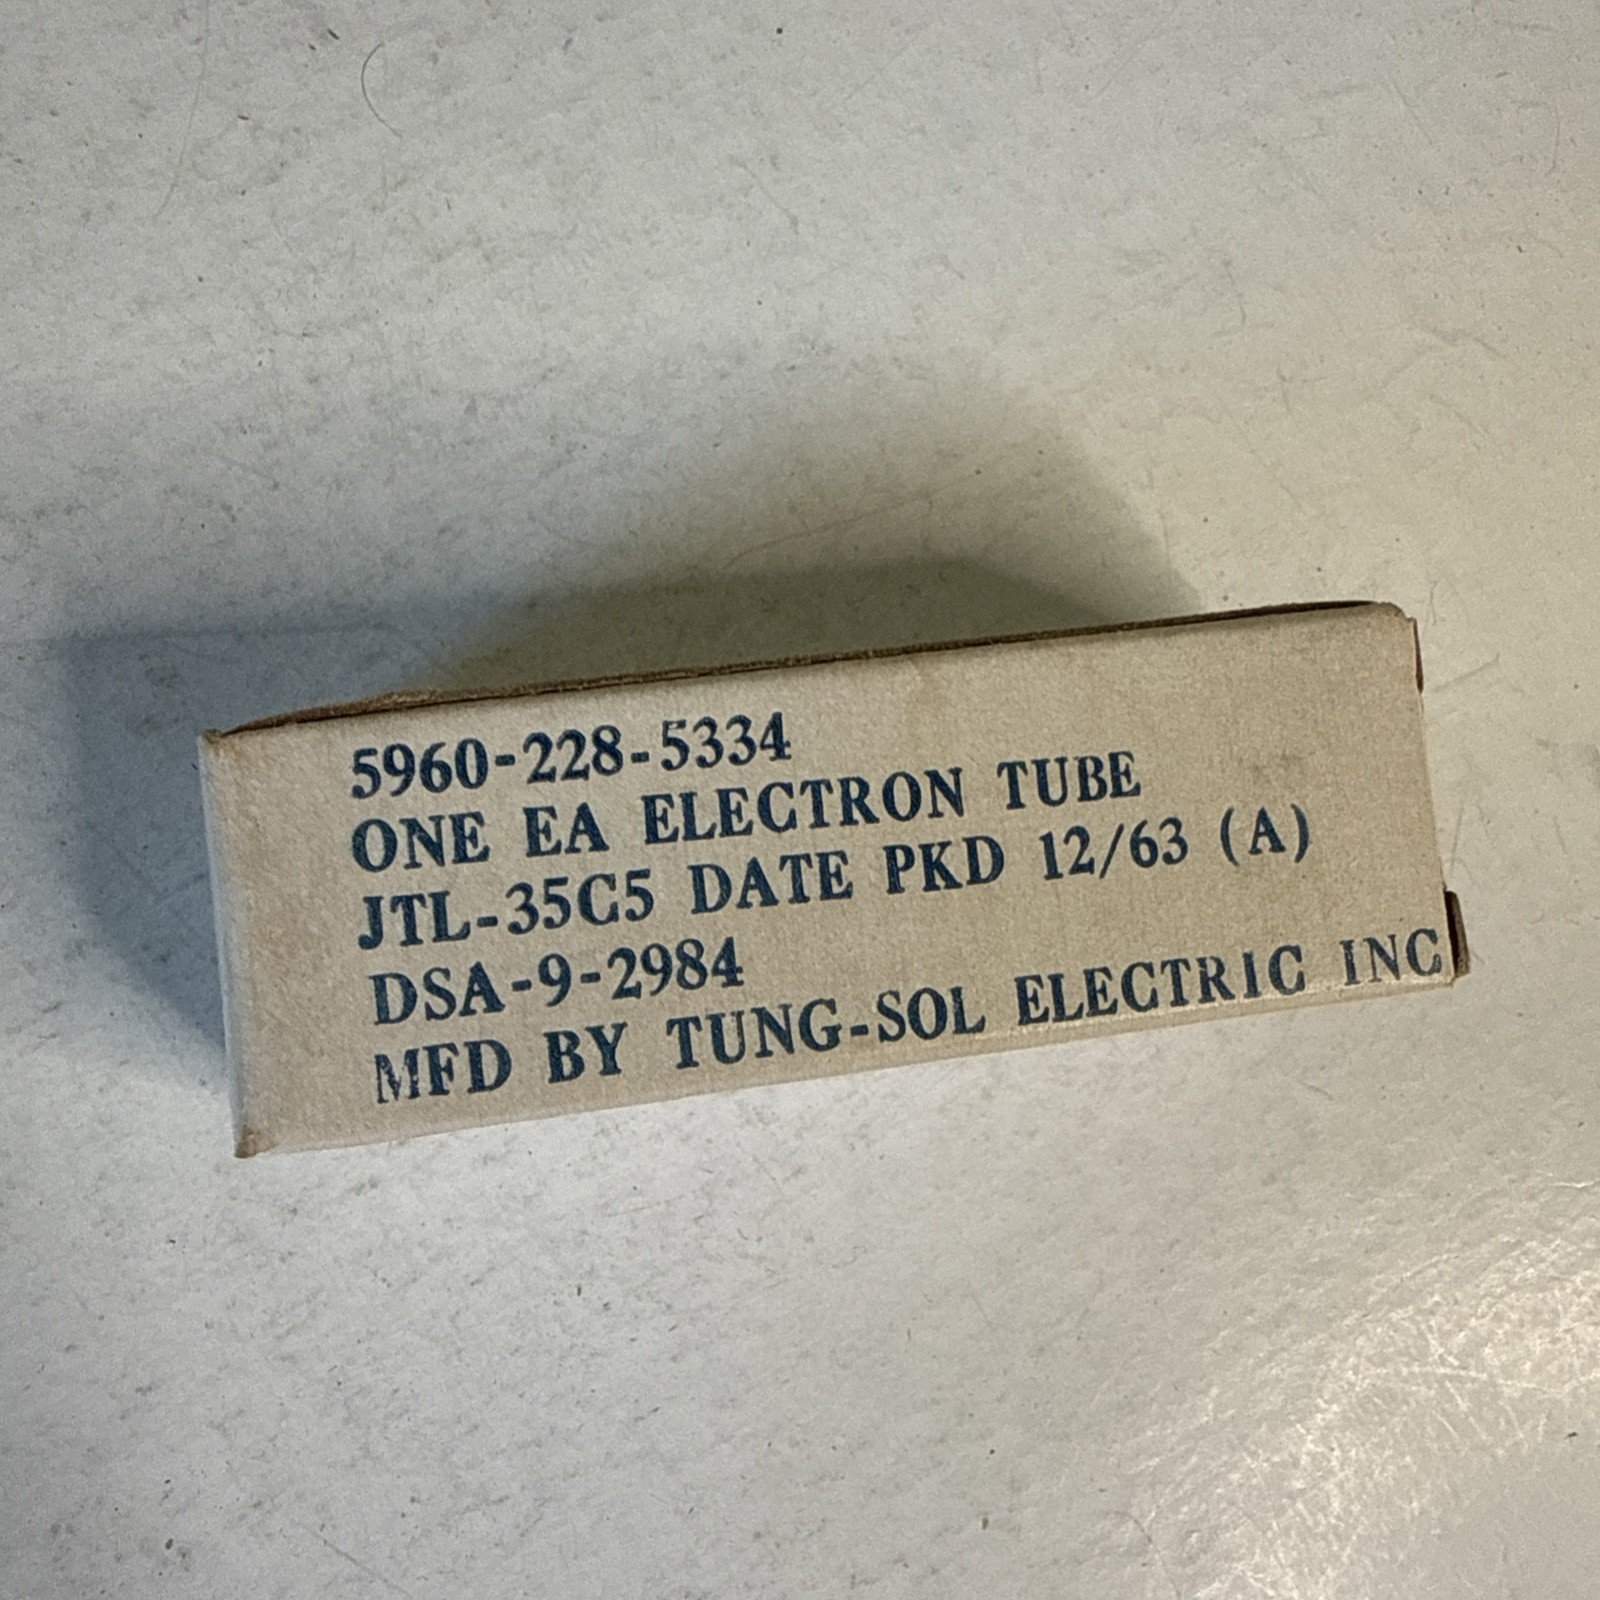 5960-228-5334
ONE EA ELECTRON TUBE
JTL-35C5 DATE PKD 12/63 (A)
DSA-9-2984
MFD BY TUNG-SOL ELECTRIC INC